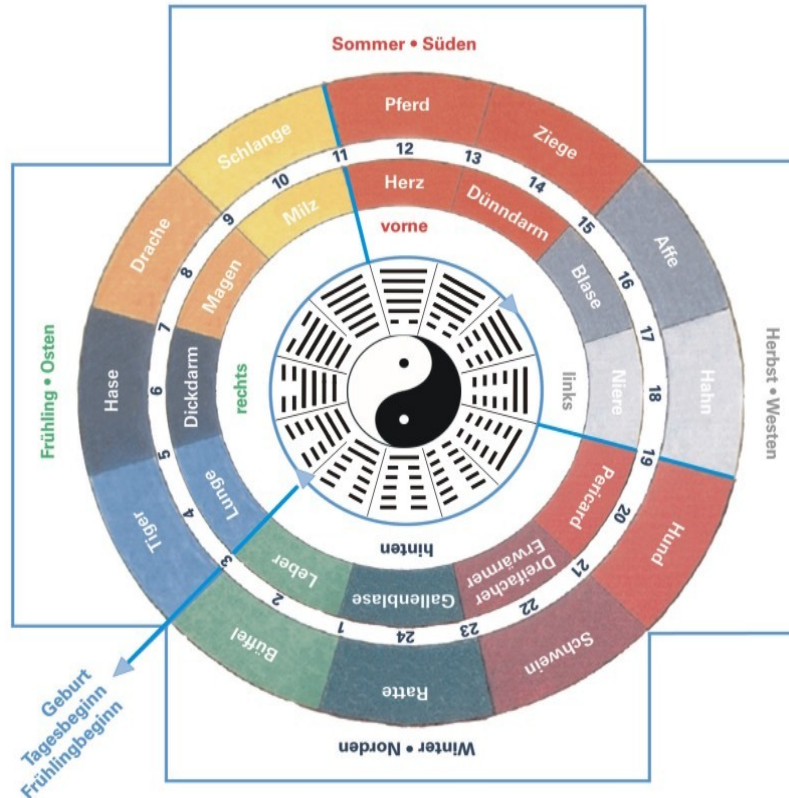 Sommer • Süden
Pferd
Ziege
Affe
Hahn
Hund
Schwein
Ratte
Büffel
Tiger
Hase
Drache
Schlange
12
13
14
15
16
17
18
19
20
21
22
23
24
1
2
3
4
5
6
7
8
9
10
11
Herz
Dünndarm
Blase
Niere
Pericard
Dreifacher
Erwärmer
Gallenblase
Leber
Lunge
Dickdarm
Magen
Milz
vorne
links
hinten
rechts
Herbst • Westen
Winter • Norden
Frühling • Osten
Geburt
Tagesbeginn
Frühlingbeginn